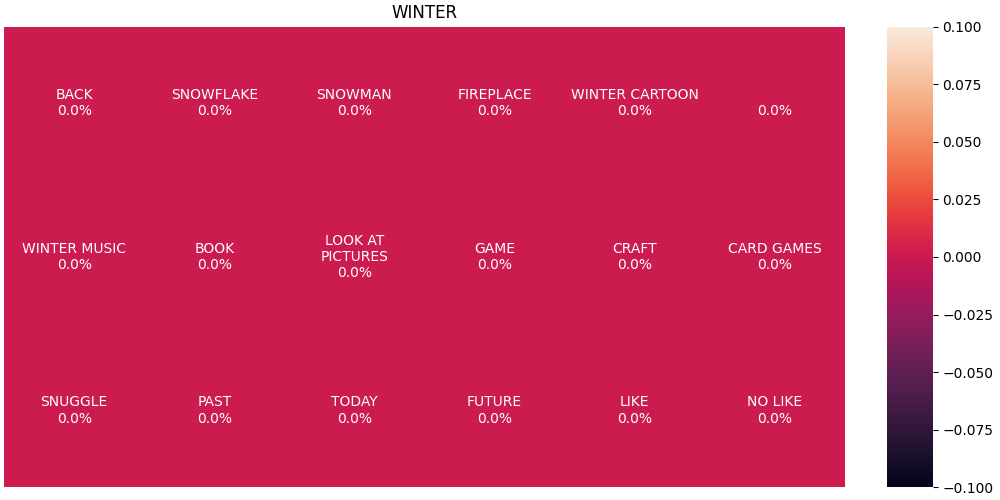 WINTER
BACK
0.0%
SNOWFLAKE
0.0%
SNOWMAN
0.0%
FIREPLACE
0.0%
WINTER CARTOON
0.0%
0.0%
WINTER MUSIC
0.0%
BOOK
0.0%
LOOK AT
PICTURES
0.0%
GAME
0.0%
CRAFT
0.0%
CARD GAMES
0.0%
SNUGGLE
0.0%
PAST
0.0%
TODAY
0.0%
FUTURE
0.0%
LIKE
0.0%
NO LIKE
0.0%
0.100
0.075
0.050
0.025
0.000
−0.025
−0.050
−0.075
−0.100